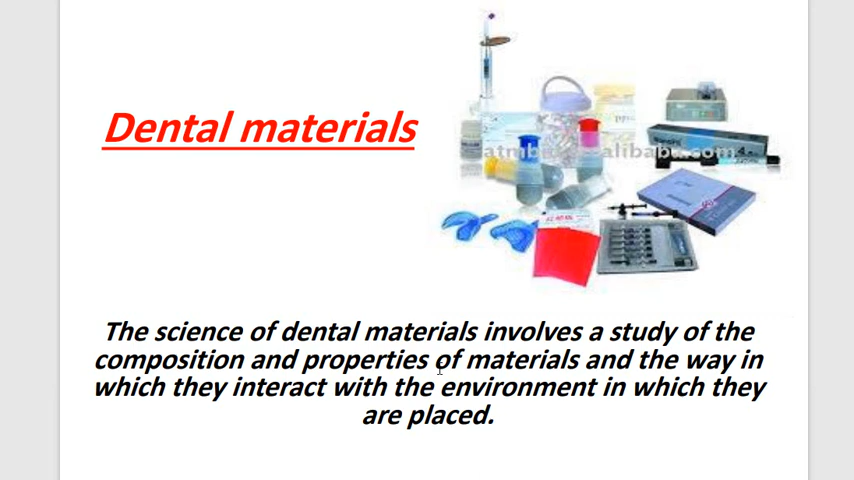 Dental materials
The science of dental materials involves a study of the
composition and properties of materials and the way in
which they interact with the environment in which they
are placed.